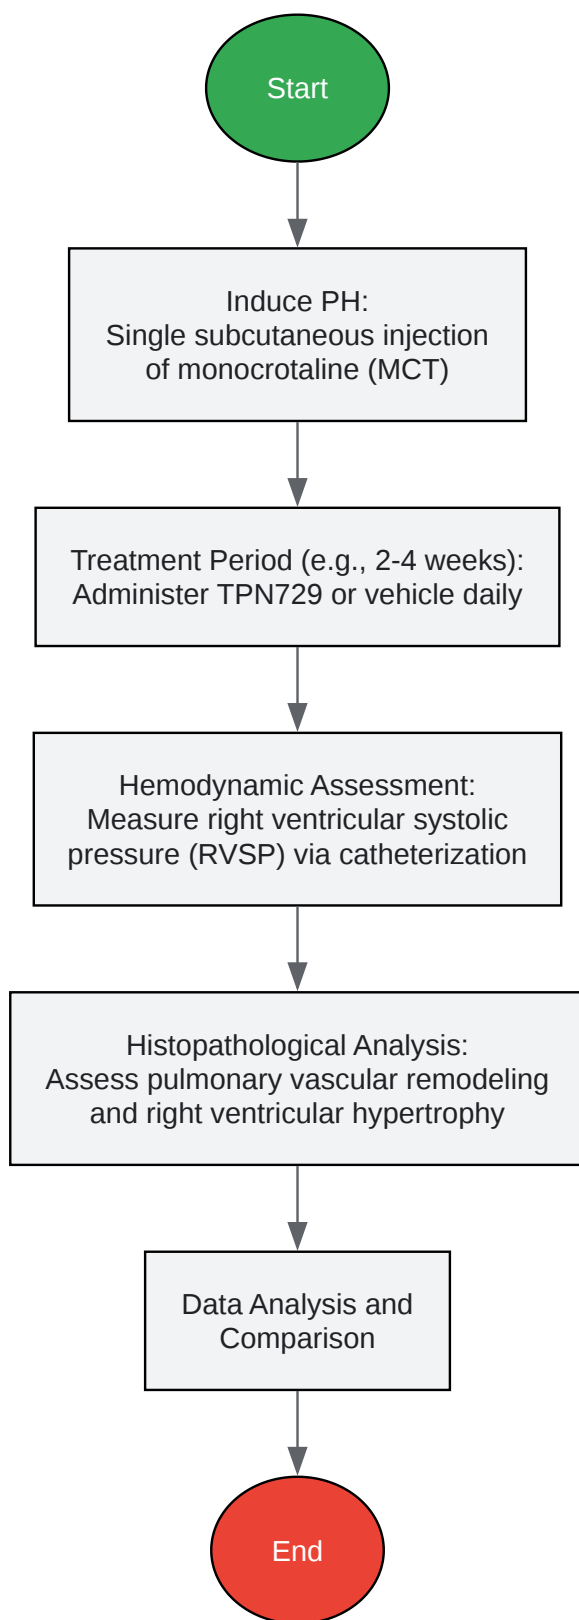 Start
Induce PH:
Single subcutaneous injection
of monocrotaline (MCT)
Treatment Period (e.g., 2-4 weeks):
Administer TPN729 or vehicle daily
Hemodynamic Assessment:
Measure right ventricular systolic
pressure (RVSP) via catheterization
Histopathological Analysis:
Assess pulmonary vascular remodeling
and right ventricular hypertrophy
Data Analysis and
Comparison
End